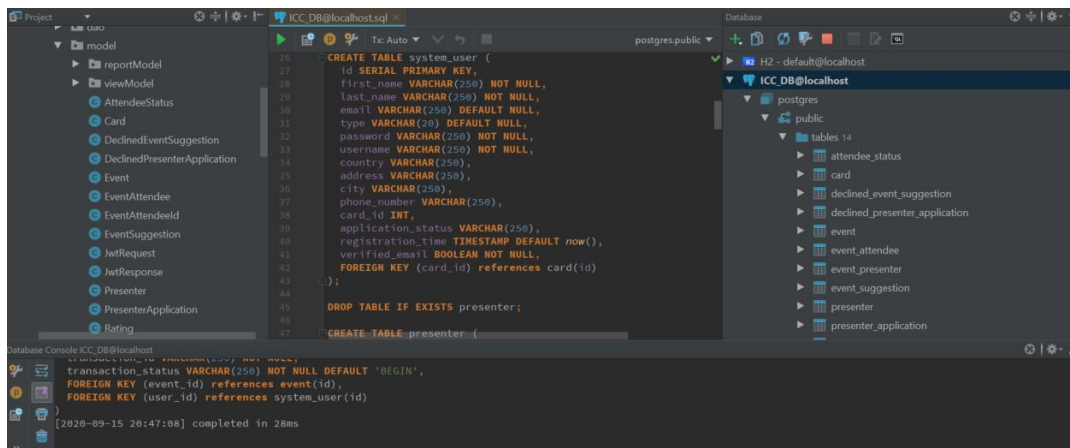 Project
ICC_DB@localhost.sql
Database
dao
model
reportModel
viewModel
AttendeeStatus
Card
DeclinedEventSuggestion
DeclinedPresenterApplication
Event
EventAttendee
EventAttendeeId
EventSuggestion
JwtRequest
JwtResponse
Presenter
PresenterApplication
Rating
Tx: Auto
postgres.public
26 CREATE TABLE system_user (
27 id SERIAL PRIMARY KEY,
28 first_name VARCHAR(250) NOT NULL,
29 last_name VARCHAR(250) NOT NULL,
30 email VARCHAR(250) DEFAULT NULL,
31 type VARCHAR(20) DEFAULT NULL,
32 password VARCHAR(250) NOT NULL,
33 username VARCHAR(250) NOT NULL,
34 country VARCHAR(250),
35 address VARCHAR(250),
36 city VARCHAR(250),
37 phone_number VARCHAR(250),
38 card_id INT,
39 application_status VARCHAR(250),
40 registration_time TIMESTAMP DEFAULT now(),
41 verified_email BOOLEAN NOT NULL,
42 FOREIGN KEY (card_id) references card(id)
43 );
44
45 DROP TABLE IF EXISTS presenter;
46
47 CREATE TABLE presenter (
H2 - default@localhost
ICC_DB@localhost
postgres
public
tables 14
attendee_status
card
declined_event_suggestion
declined_presenter_application
event
event_attendee
event_presenter
event_suggestion
presenter
presenter_application
Database Console ICC_DB@localhost
transaction_id VARCHAR(250) NOT NULL,
transaction_status VARCHAR(250) NOT NULL DEFAULT 'BEGIN',
FOREIGN KEY (event_id) references event(id),
FOREIGN KEY (user_id) references system_user(id)
)
[2020-09-15 20:47:08] completed in 28ms